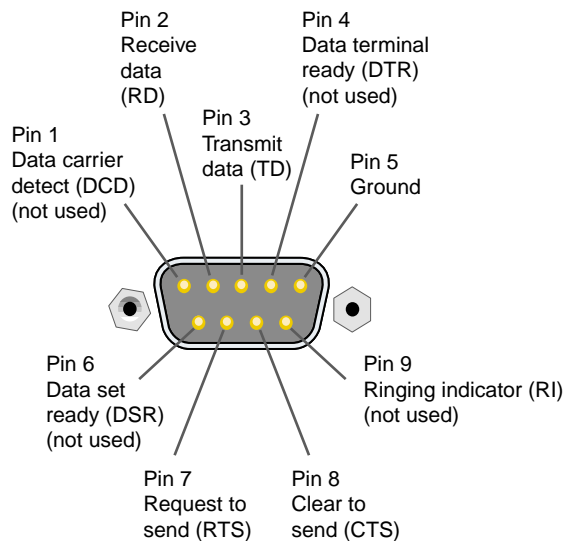 Pin 1
Data carrier
detect (DCD)
(not used)
Pin 2
Receive
data
(RD)
Pin 3
Transmit
data (TD)
Pin 4
Data terminal
ready (DTR)
(not used)
Pin 5
Ground
Pin 6
Data set
ready (DSR)
(not used)
Pin 7
Request to
send (RTS)
Pin 8
Clear to
send (CTS)
Pin 9
Ringing indicator (RI)
(not used)